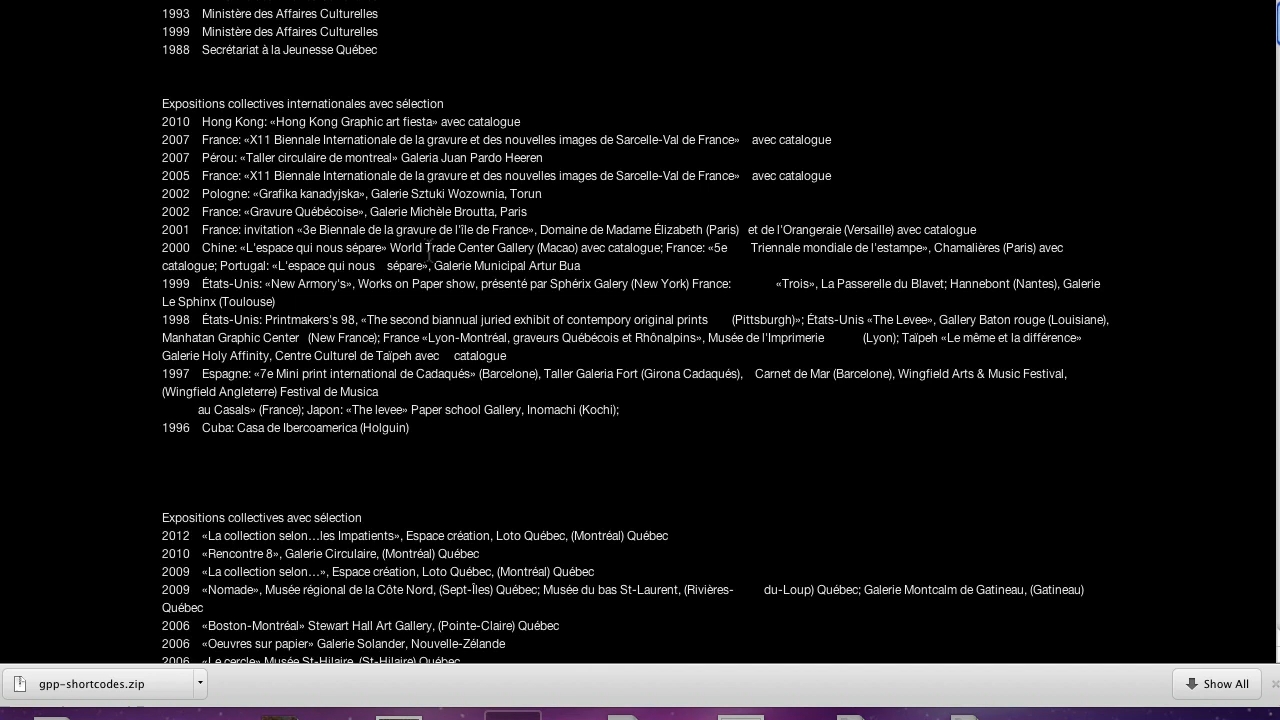 1993 Ministère des Affaires Culturelles
1999 Ministère des Affaires Culturelles
1988 Secrétariat à la Jeunesse Québec
Expositions collectives internationales avec sélection
2010 Hong Kong: «Hong Kong Graphic art fiesta» avec catalogue
2007 France: «X11 Biennale Internationale de la gravure et des nouvelles images de Sarcelle-Val de France» avec catalogue
2007 Pérou: «Taller circulaire de montreal» Galeria Juan Pardo Heeren
2005 France: «X11 Biennale Internationale de la gravure et des nouvelles images de Sarcelle-Val de France» avec catalogue
2002 Pologne: «Grafika kanadyjska», Galerie Sztuki Wozownia, Torun
2002 France: «Gravure Québécoise», Galerie Michèle Broutta, Paris
2001 France: invitation «3e Biennale de la gravure de l'île de France», Domaine de Madame Élizabeth (Paris) et de l'Orangeraie (Versaille) avec catalogue
2000 Chine: «L'espace qui nous sépare» World Trade Center Gallery (Macao) avec catalogue; France: «5e Triennale mondiale de l'estampe», Chamalières (Paris) avec
catalogue; Portugal: «L'espace qui nous sépare», Galerie Municipal Artur Bua
1999 États-Unis: «New Armory's», Works on Paper show, présenté par Sphérix Galery (New York) France: «Trois», La Passerelle du Blavet; Hannebont (Nantes), Galerie
Le Sphinx (Toulouse)
1998 États-Unis: Printmakers's 98, «The second biannual juried exhibit of contempory original prints (Pittsburgh)»; États-Unis «The Levee», Gallery Baton rouge (Louisiane),
Manhatan Graphic Center (New France); France «Lyon-Montréal, graveurs Québécois et Rhônalpins», Musée de l'Imprimerie (Lyon); Taïpeh «Le même et la différence»
Galerie Holy Affinity, Centre Culturel de Taïpeh avec catalogue
1997 Espagne: «7e Mini print international de Cadaqués» (Barcelone), Taller Galeria Fort (Girona Cadaqués), Carnet de Mar (Barcelone), Wingfield Arts & Music Festival,
(Wingfield Angleterre) Festival de Musica
au Casals» (France); Japon: «The levee» Paper school Gallery, Inomachi (Kochi);
1996 Cuba: Casa de Ibercoamerica (Holguin)
Expositions collectives avec sélection
2012 «La collection selon...les Impatients», Espace création, Loto Québec, (Montréal) Québec
2010 «Rencontre 8», Galerie Circulaire, (Montréal) Québec
2009 «La collection selon...», Espace création, Loto Québec, (Montréal) Québec
2009 «Nomade», Musée régional de la Côte Nord, (Sept-Îles) Québec; Musée du bas St-Laurent, (Rivières- du-Loup) Québec; Galerie Montcalm de Gatineau, (Gatineau)
Québec
2006 «Boston-Montréal» Stewart Hall Art Gallery, (Pointe-Claire) Québec
2006 «Oeuvres sur papier» Galerie Solander, Nouvelle-Zélande
2006 «Le cercle» Musée St-Hilaire, (St-Hilaire) Québec
gpp-shortcodes.zip
Show All